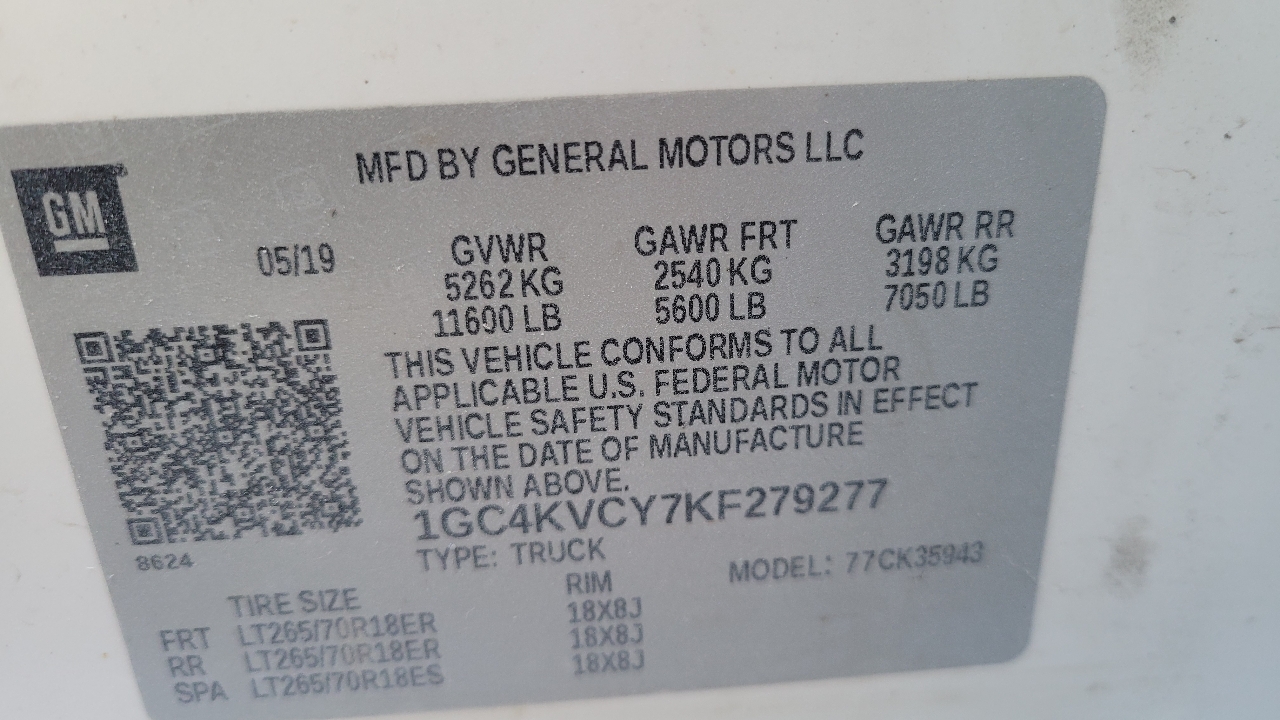 MFD BY GENERAL MOTORS LLC
GM
05/19
GVWR GAWR FRT GAWR RR
5262 KG 2540 KG 3198 KG
11600 LB 5600 LB 7050 LB
THIS VEHICLE CONFORMS TO ALL
APPLICABLE U.S. FEDERAL MOTOR
VEHICLE SAFETY STANDARDS IN EFFECT
ON THE DATE OF MANUFACTURE
SHOWN ABOVE.
1GC4KVCY7KF279277
8624
TYPE: TRUCK MODEL: 77CK35943
TIRE SIZE RIM
FRT LT265/70R18ER 18X8J
RR LT265/70R18ER 18X8J
SPA LT265/70R18ES 18X8J